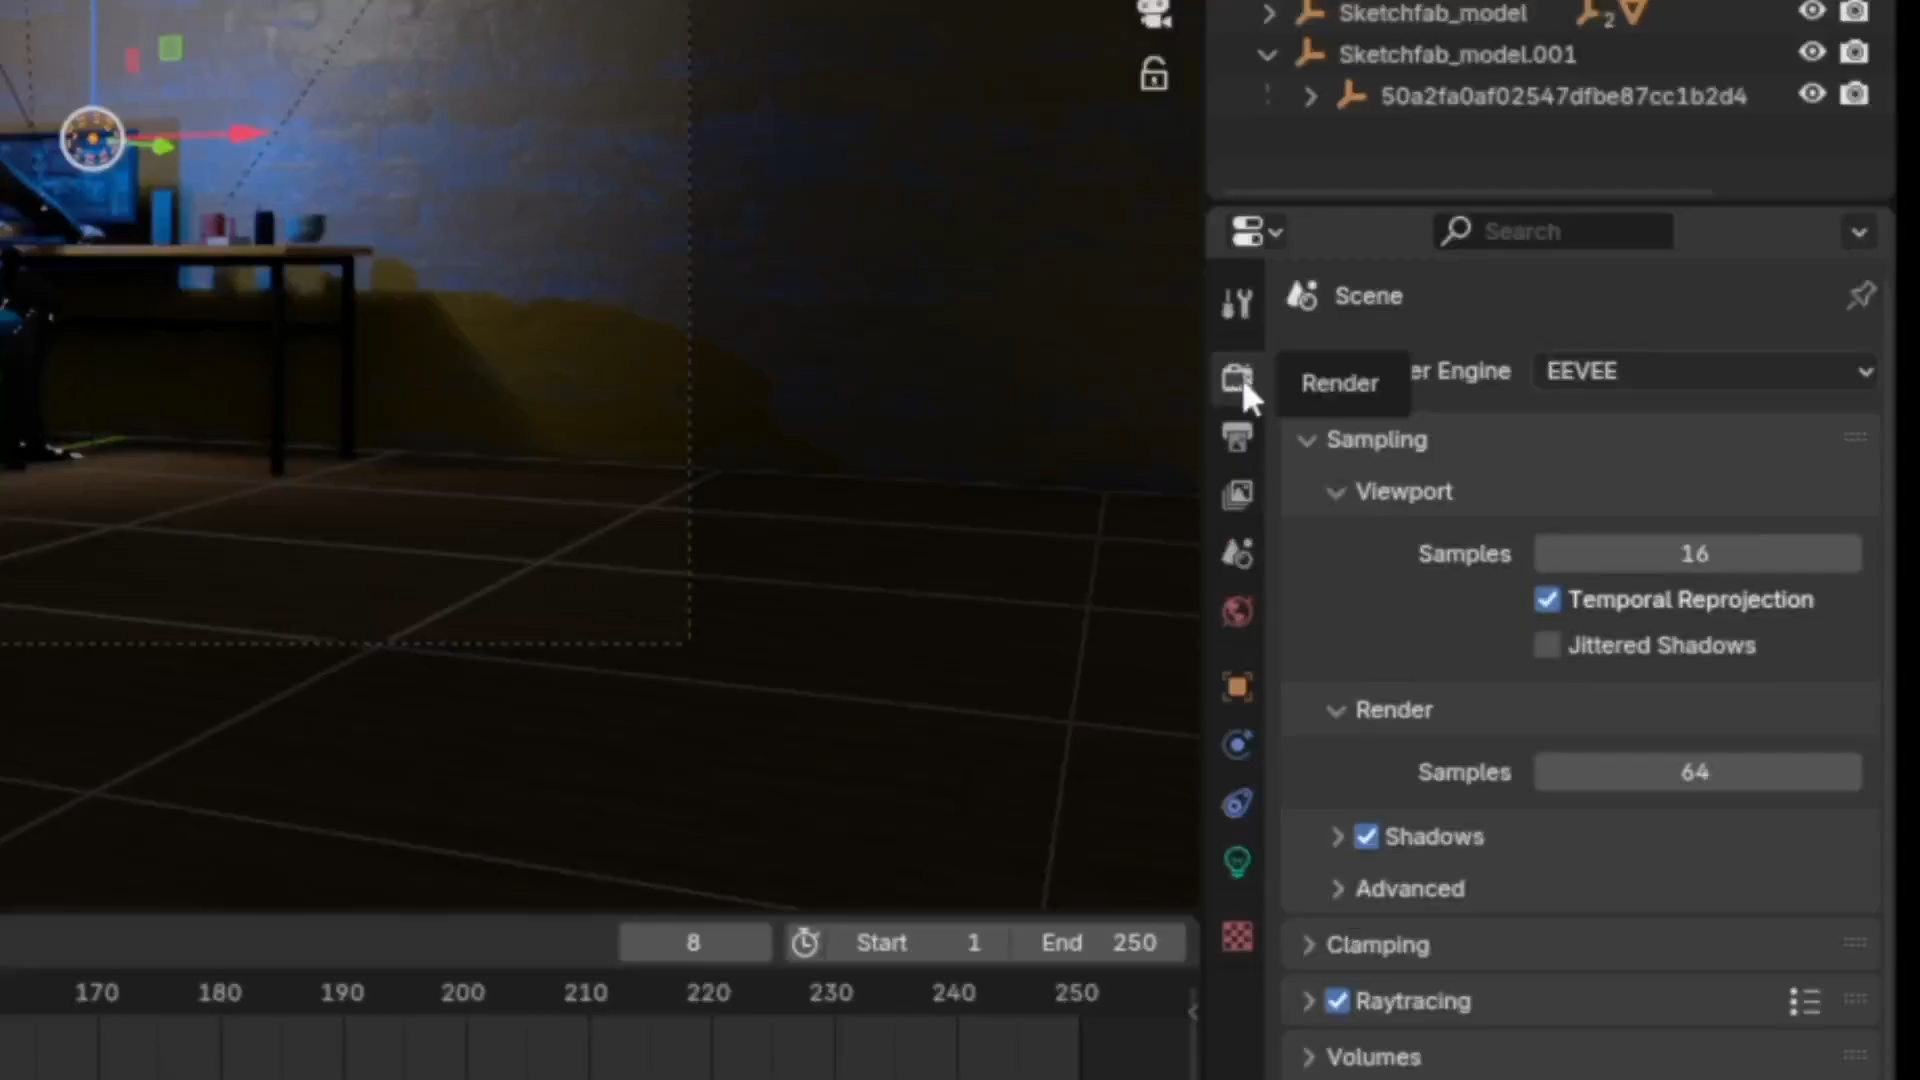 Sketchfab_model 2
Sketchfab_model.001
50a2fa0af02547dfbe87cc1b2d4
Search
Scene
er Engine EEVEE
Render
Sampling
Viewport
Samples 16
Temporal Reprojection
Jittered Shadows
Render
Samples 64
Shadows
Advanced
Clamping
Raytracing
Volumes
8 Start 1 End 250
170 180 190 200 210 220 230 240 250